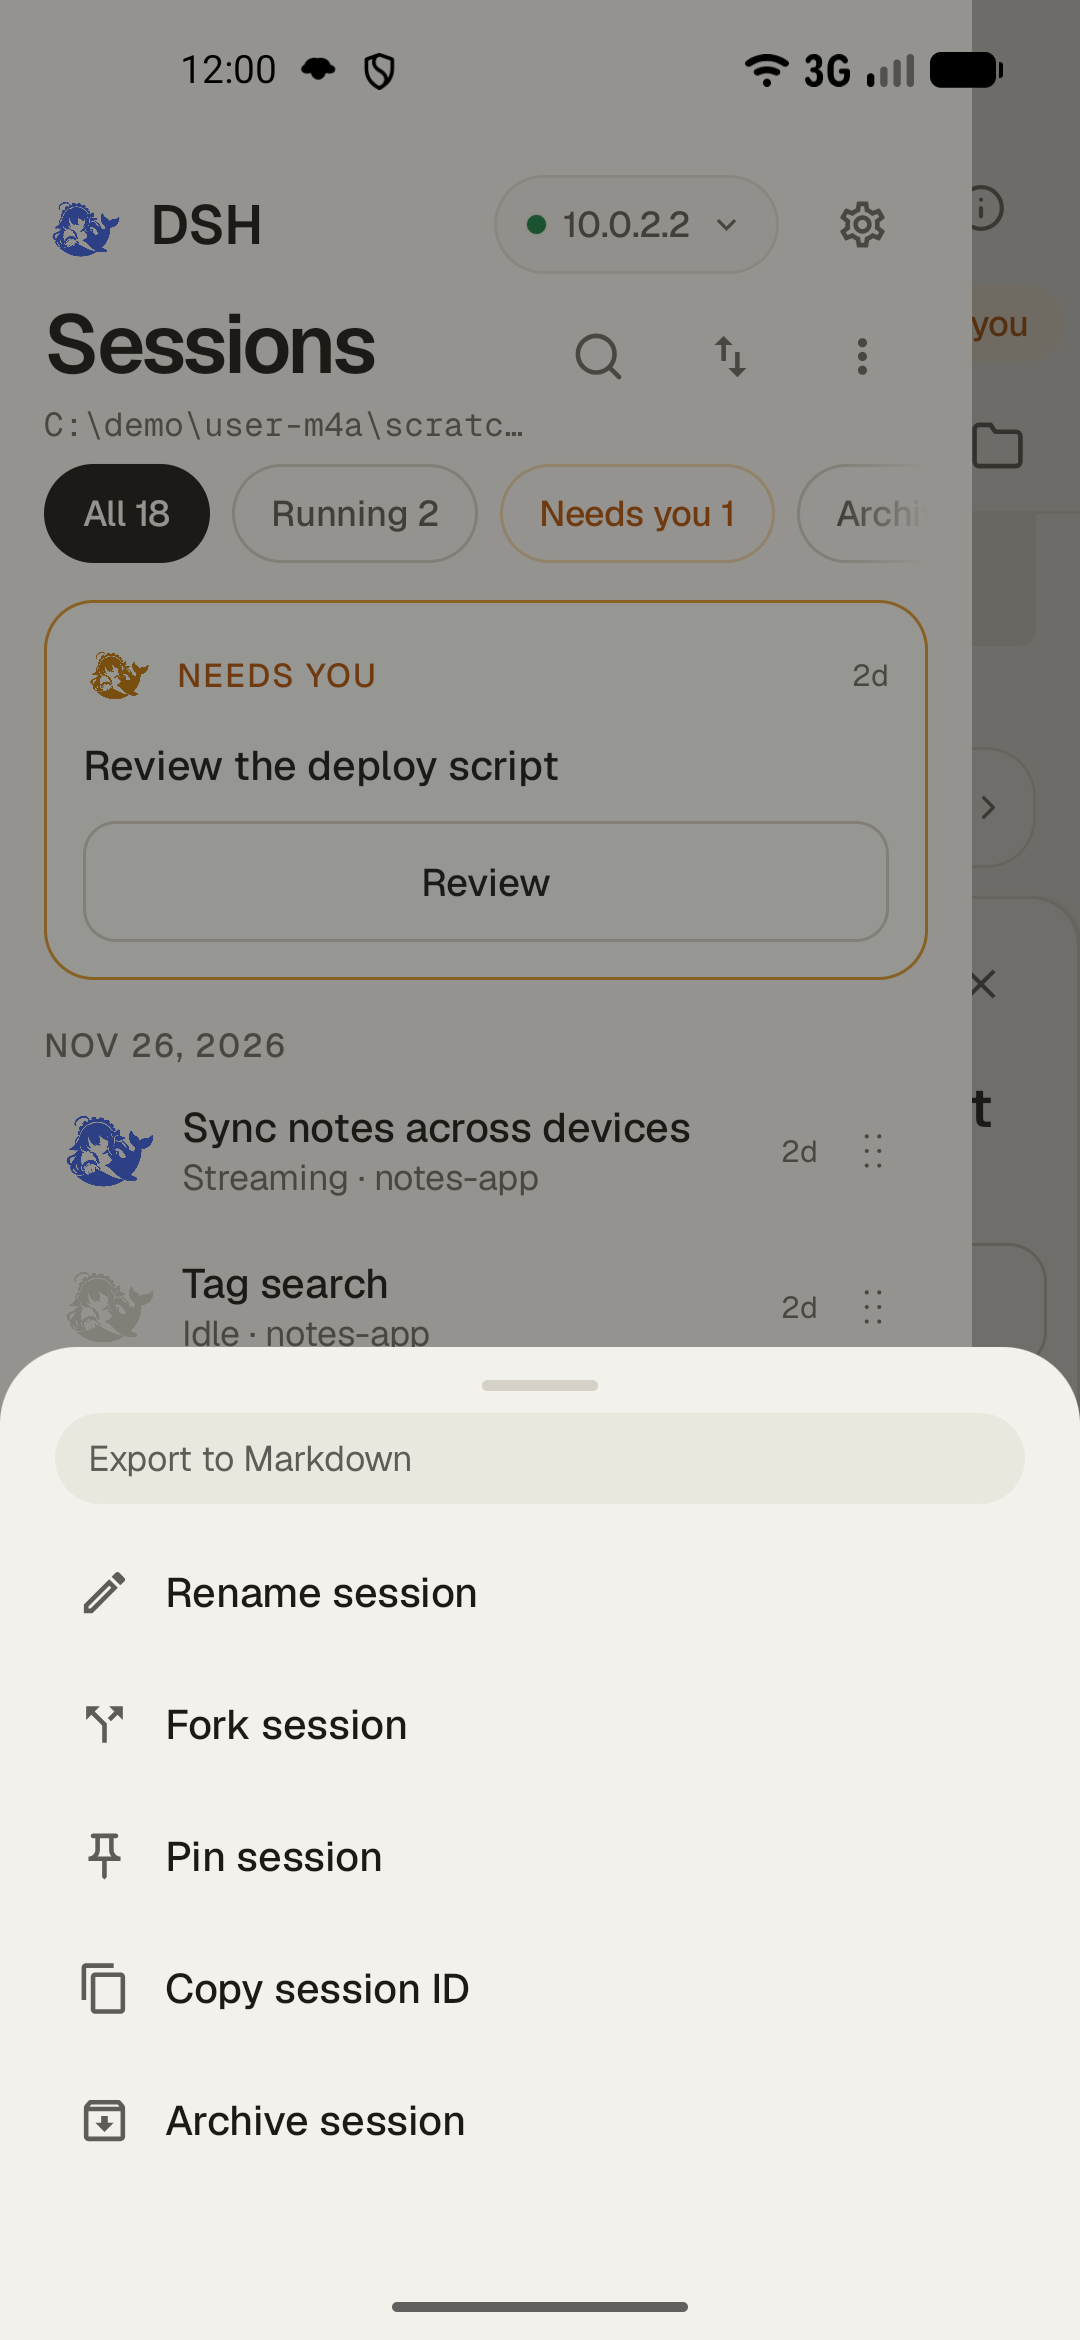 12:00
3G
DSH
10.0.2.2
Sessions
you
C:\demo\user-m4a\scratc…
All 18
Running 2
Needs you 1
Archi
NEEDS YOU
2d
Review the deploy script
Review
NOV 26, 2026
Sync notes across devices
2d
Streaming · notes-app
t
Tag search
2d
Idle · notes-app
Export to Markdown
Rename session
Fork session
Pin session
Copy session ID
Archive session